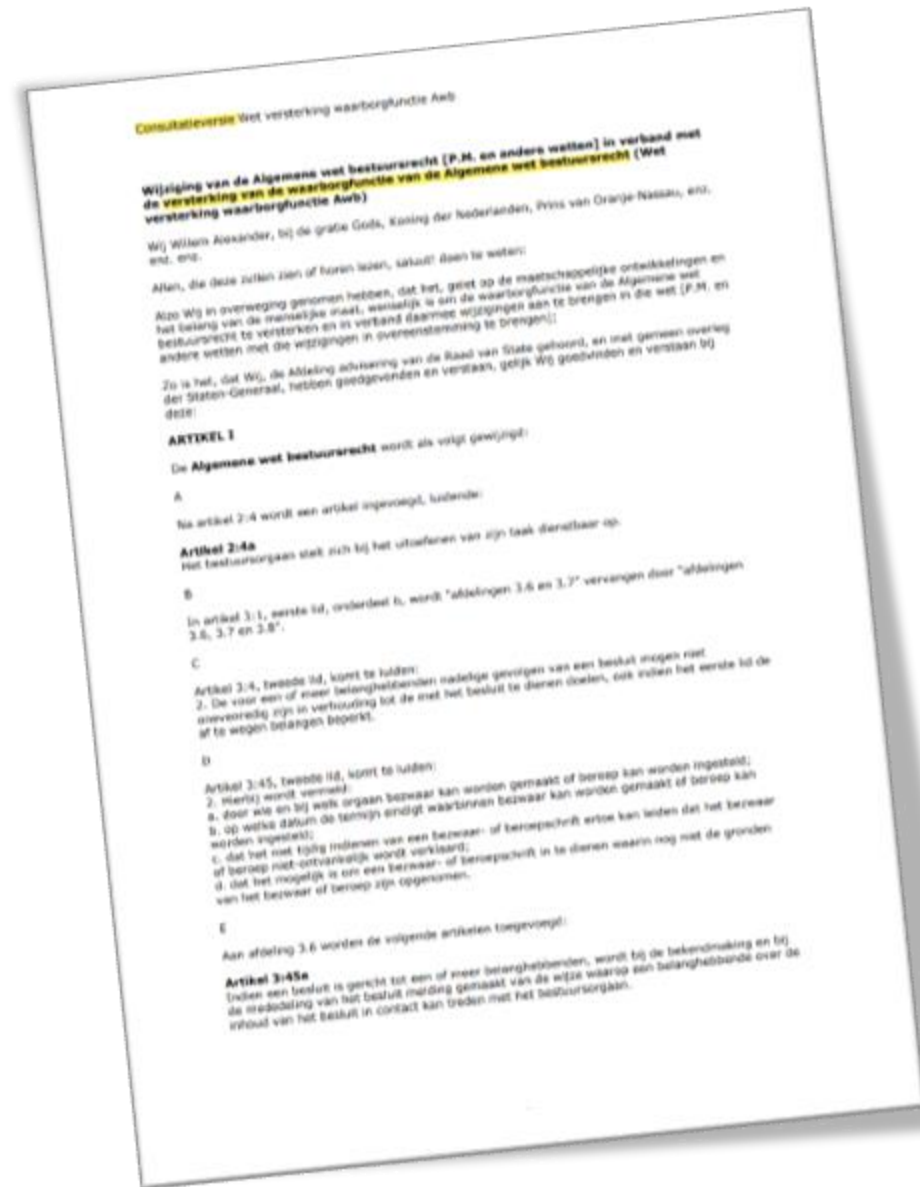 Consultatieversie Wet versterking waarborgfunctie Awb
Wijziging van de Algemene wet bestuursrecht [P.M. en andere wetten] in verband met
de versterking van de waarborgfunctie van de Algemene wet bestuursrecht (Wet
versterking waarborgfunctie Awb)
Wij Willem Alexander, bij de gratie Gods, Koning der Nederlanden, Prins van Oranje-Nassau, enz.
enz. enz.
Allen, die deze zullen zien of horen lezen, saluut! doen te weten:
Alzo Wij in overweging genomen hebben, dat het, gelet op de maatschappelijke ontwikkelingen en
het belang van de menselijke maat, wenselijk is om de waarborgfunctie van de Algemene wet
bestuursrecht te versterken en in verband daarmee wijzigingen aan te brengen in die wet [P.M. en
andere wetten met die wijzigingen in overeenstemming te brengen];
Zo is het, dat Wij, de Afdeling advisering van de Raad van State gehoord, en met gemeen overleg
der Staten-Generaal, hebben goedgevonden en verstaan, gelijk Wij goedvinden en verstaan bij
deze:
ARTIKEL I
De Algemene wet bestuursrecht wordt als volgt gewijzigd:
A
Na artikel 2:4 wordt een artikel ingevoegd, luidende:
Artikel 2:4a
Het bestuursorgaan stelt zich bij het uitoefenen van zijn taak dienstbaar op.
B
In artikel 3:1, eerste lid, onderdeel b, wordt "afdelingen 3.6 en 3.7" vervangen door "afdelingen
3.6, 3.7 en 3.8".
C
Artikel 3:4, tweede lid, komt te luiden:
2. De voor een of meer belanghebbenden nadelige gevolgen van een besluit mogen niet
onevenredig zijn in verhouding tot de met het besluit te dienen doelen, ook indien het eerste lid de
af te wegen belangen beperkt.
D
Artikel 3:45, tweede lid, komt te luiden:
2. Hierbij wordt vermeld:
a. door wie en bij welk orgaan bezwaar kan worden gemaakt of beroep kan worden ingesteld;
b. op welke datum de termijn eindigt waarbinnen bezwaar kan worden gemaakt of beroep kan
worden ingesteld;
c. dat het niet tijdig indienen van een bezwaar- of beroepschrift ertoe kan leiden dat het bezwaar
of beroep niet-ontvankelijk wordt verklaard;
d. dat het mogelijk is om een bezwaar- of beroepschrift in te dienen waarin nog niet de gronden
van het bezwaar of beroep zijn opgenomen.
E
Aan afdeling 3.6 worden de volgende artikelen toegevoegd:
Artikel 3:45a
Indien een besluit is gericht tot een of meer belanghebbenden, wordt bij de bekendmaking en bij
de mededeling van het besluit melding gemaakt van de wijze waarop een belanghebbende over de
inhoud van het besluit in contact kan treden met het bestuursorgaan.